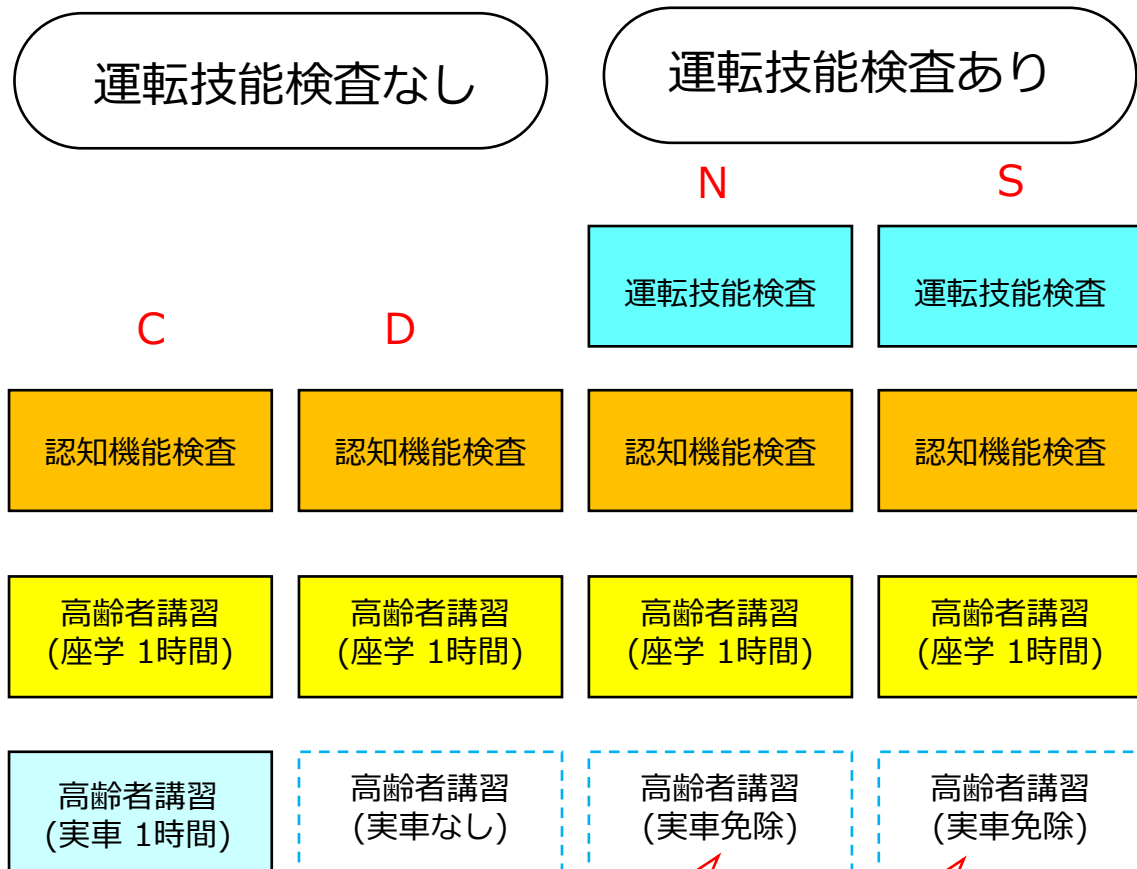 運転技能検査なし
運転技能検査あり
N
S
運転技能検査
運転技能検査
C
D
認知機能検査
認知機能検査
認知機能検査
認知機能検査
高齢者講習
(座学 1時間)
高齢者講習
(座学 1時間)
高齢者講習
(座学 1時間)
高齢者講習
(座学 1時間)
高齢者講習
(実車 1時間)
高齢者講習
(実車なし)
高齢者講習
(実車免除)
高齢者講習
(実車免除)